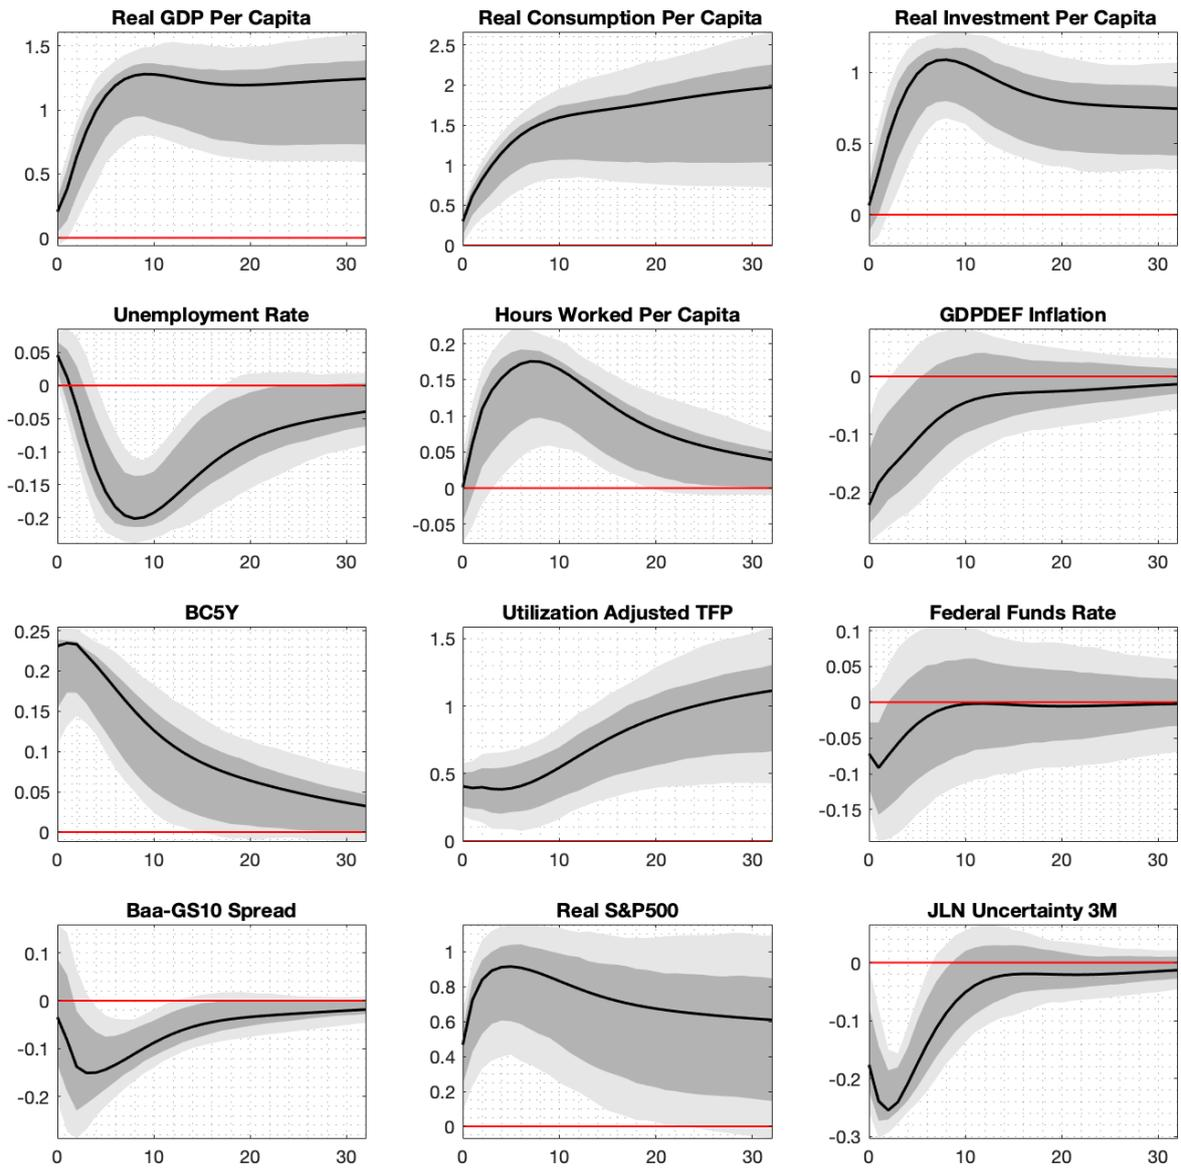 Real GDP Per Capita
1.5
1
0.5
0
0 10 20 30
Real Consumption Per Capita
2.5
2
1.5
1
0.5
0
0 10 20 30
Real Investment Per Capita
1
0.5
0
0 10 20 30
Unemployment Rate
0.05
0
-0.05
-0.1
-0.15
-0.2
0 10 20 30
Hours Worked Per Capita
0.2
0.15
0.1
0.05
0
-0.05
0 10 20 30
GDPDEF Inflation
0
-0.1
-0.2
0 10 20 30
BC5Y
0.25
0.2
0.15
0.1
0.05
0
0 10 20 30
Utilization Adjusted TFP
1.5
1
0.5
0
0 10 20 30
Federal Funds Rate
0.1
0.05
0
-0.05
-0.1
-0.15
0 10 20 30
Baa-GS10 Spread
0.1
0
-0.1
-0.2
0 10 20 30
Real S&P500
1
0.8
0.6
0.4
0.2
0
0 10 20 30
JLN Uncertainty 3M
0
-0.1
-0.2
-0.3
0 10 20 30